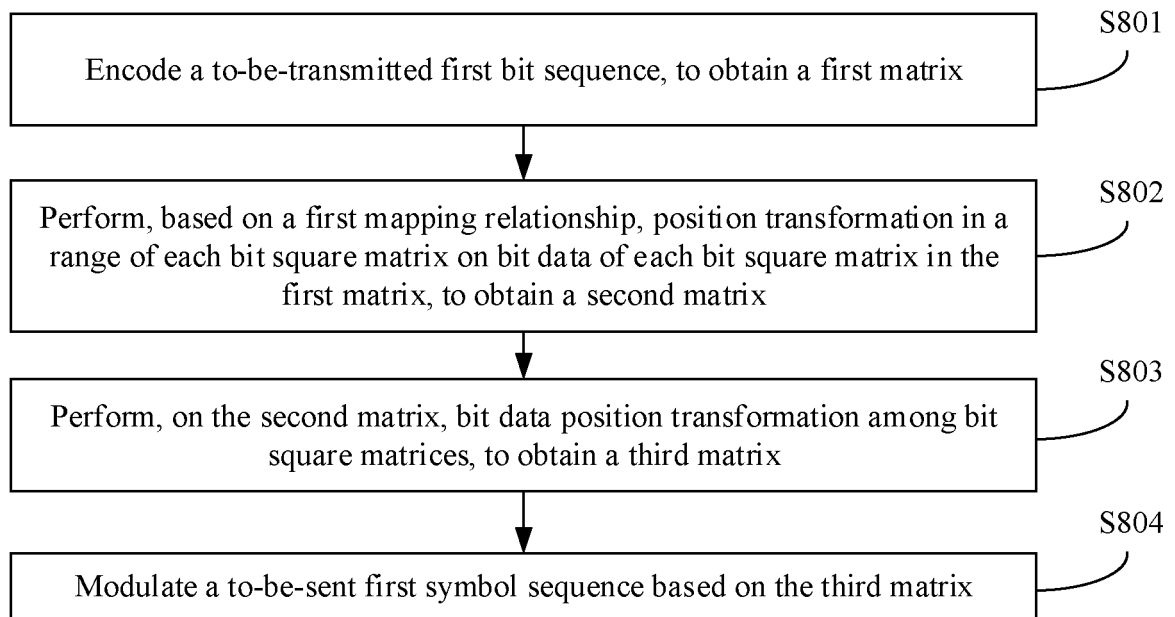 S801
Encode a to-be-transmitted first bit sequence, to obtain a first matrix
S802
Perform, based on a first mapping relationship, position transformation in a
range of each bit square matrix on bit data of each bit square matrix in the
first matrix, to obtain a second matrix
S803
Perform, on the second matrix, bit data position transformation among bit
square matrices, to obtain a third matrix
S804
Modulate a to-be-sent first symbol sequence based on the third matrix